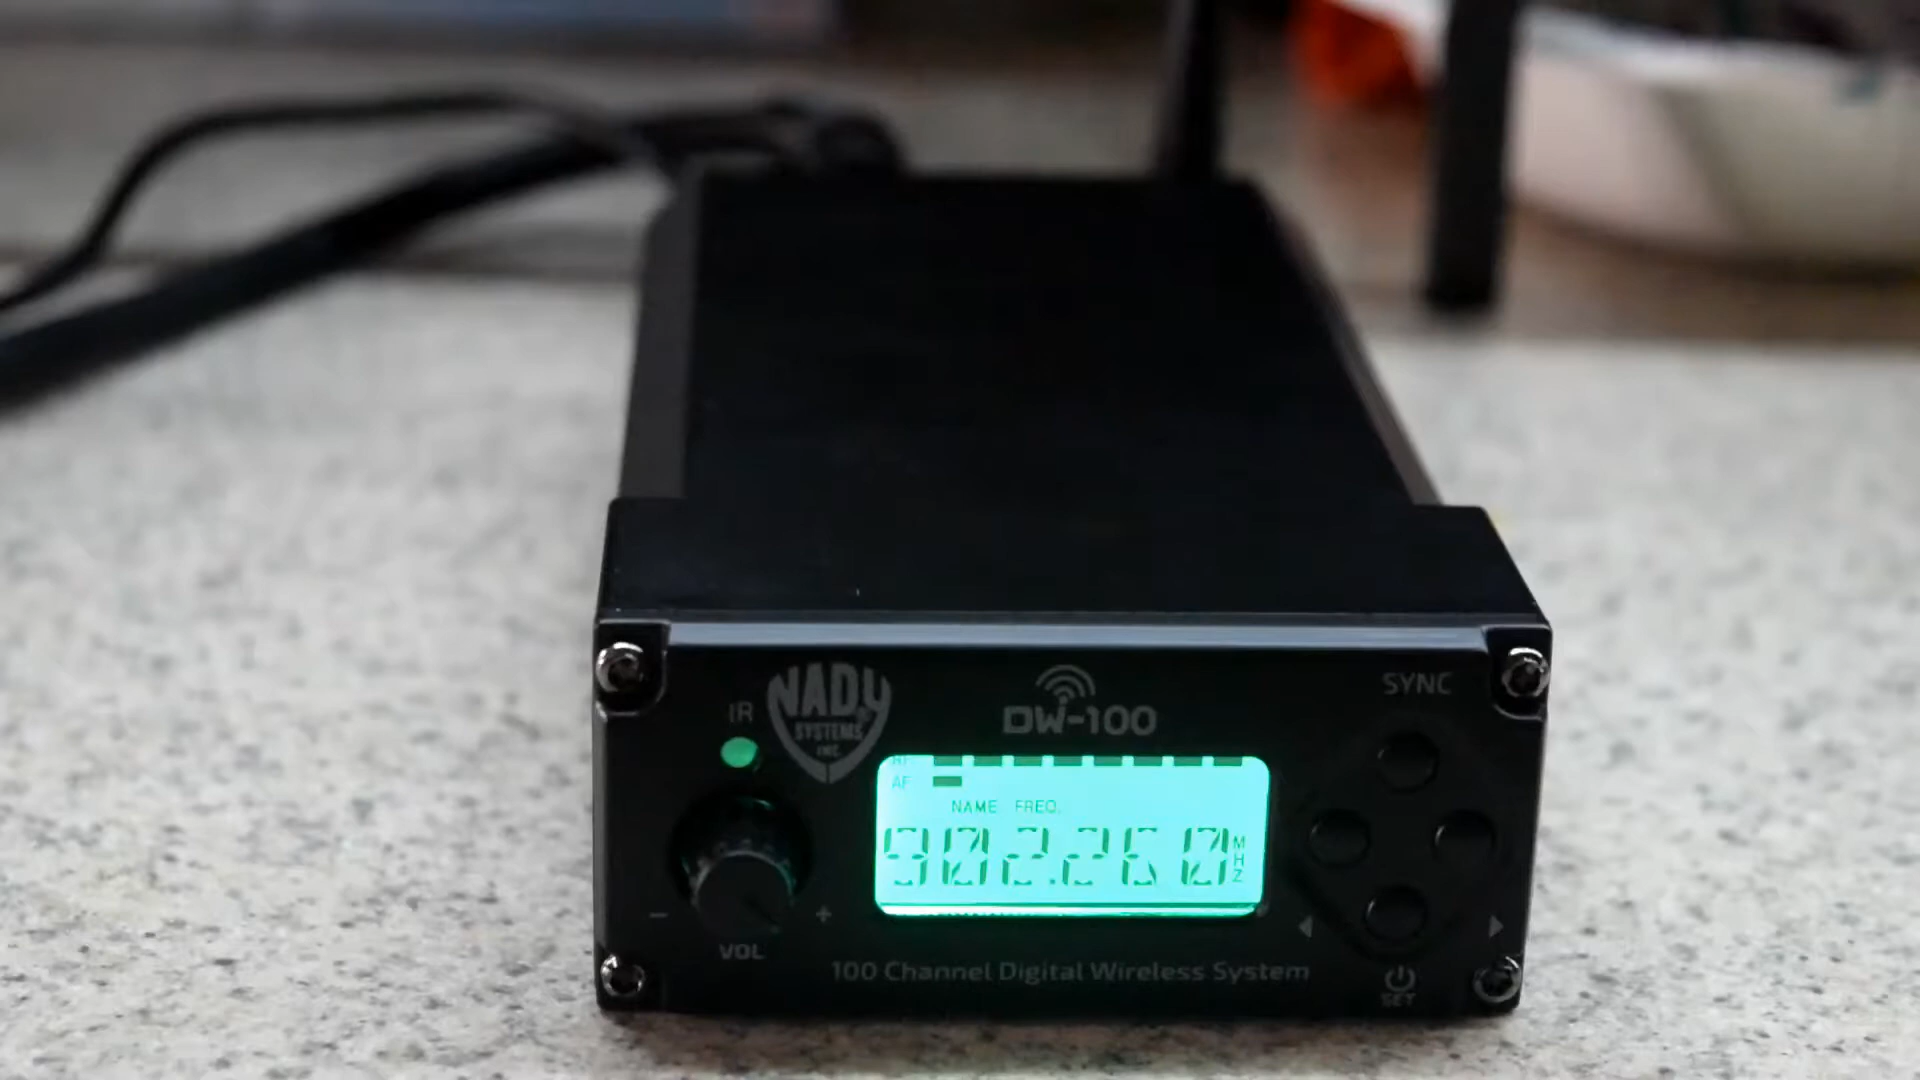 SYNC
IR
NADY
SYSTEMS
INC.
DW-100
RF
AF
NAME FREQ.
902.260 MHZ
- +
VOL
100 Channel Digital Wireless System
SET